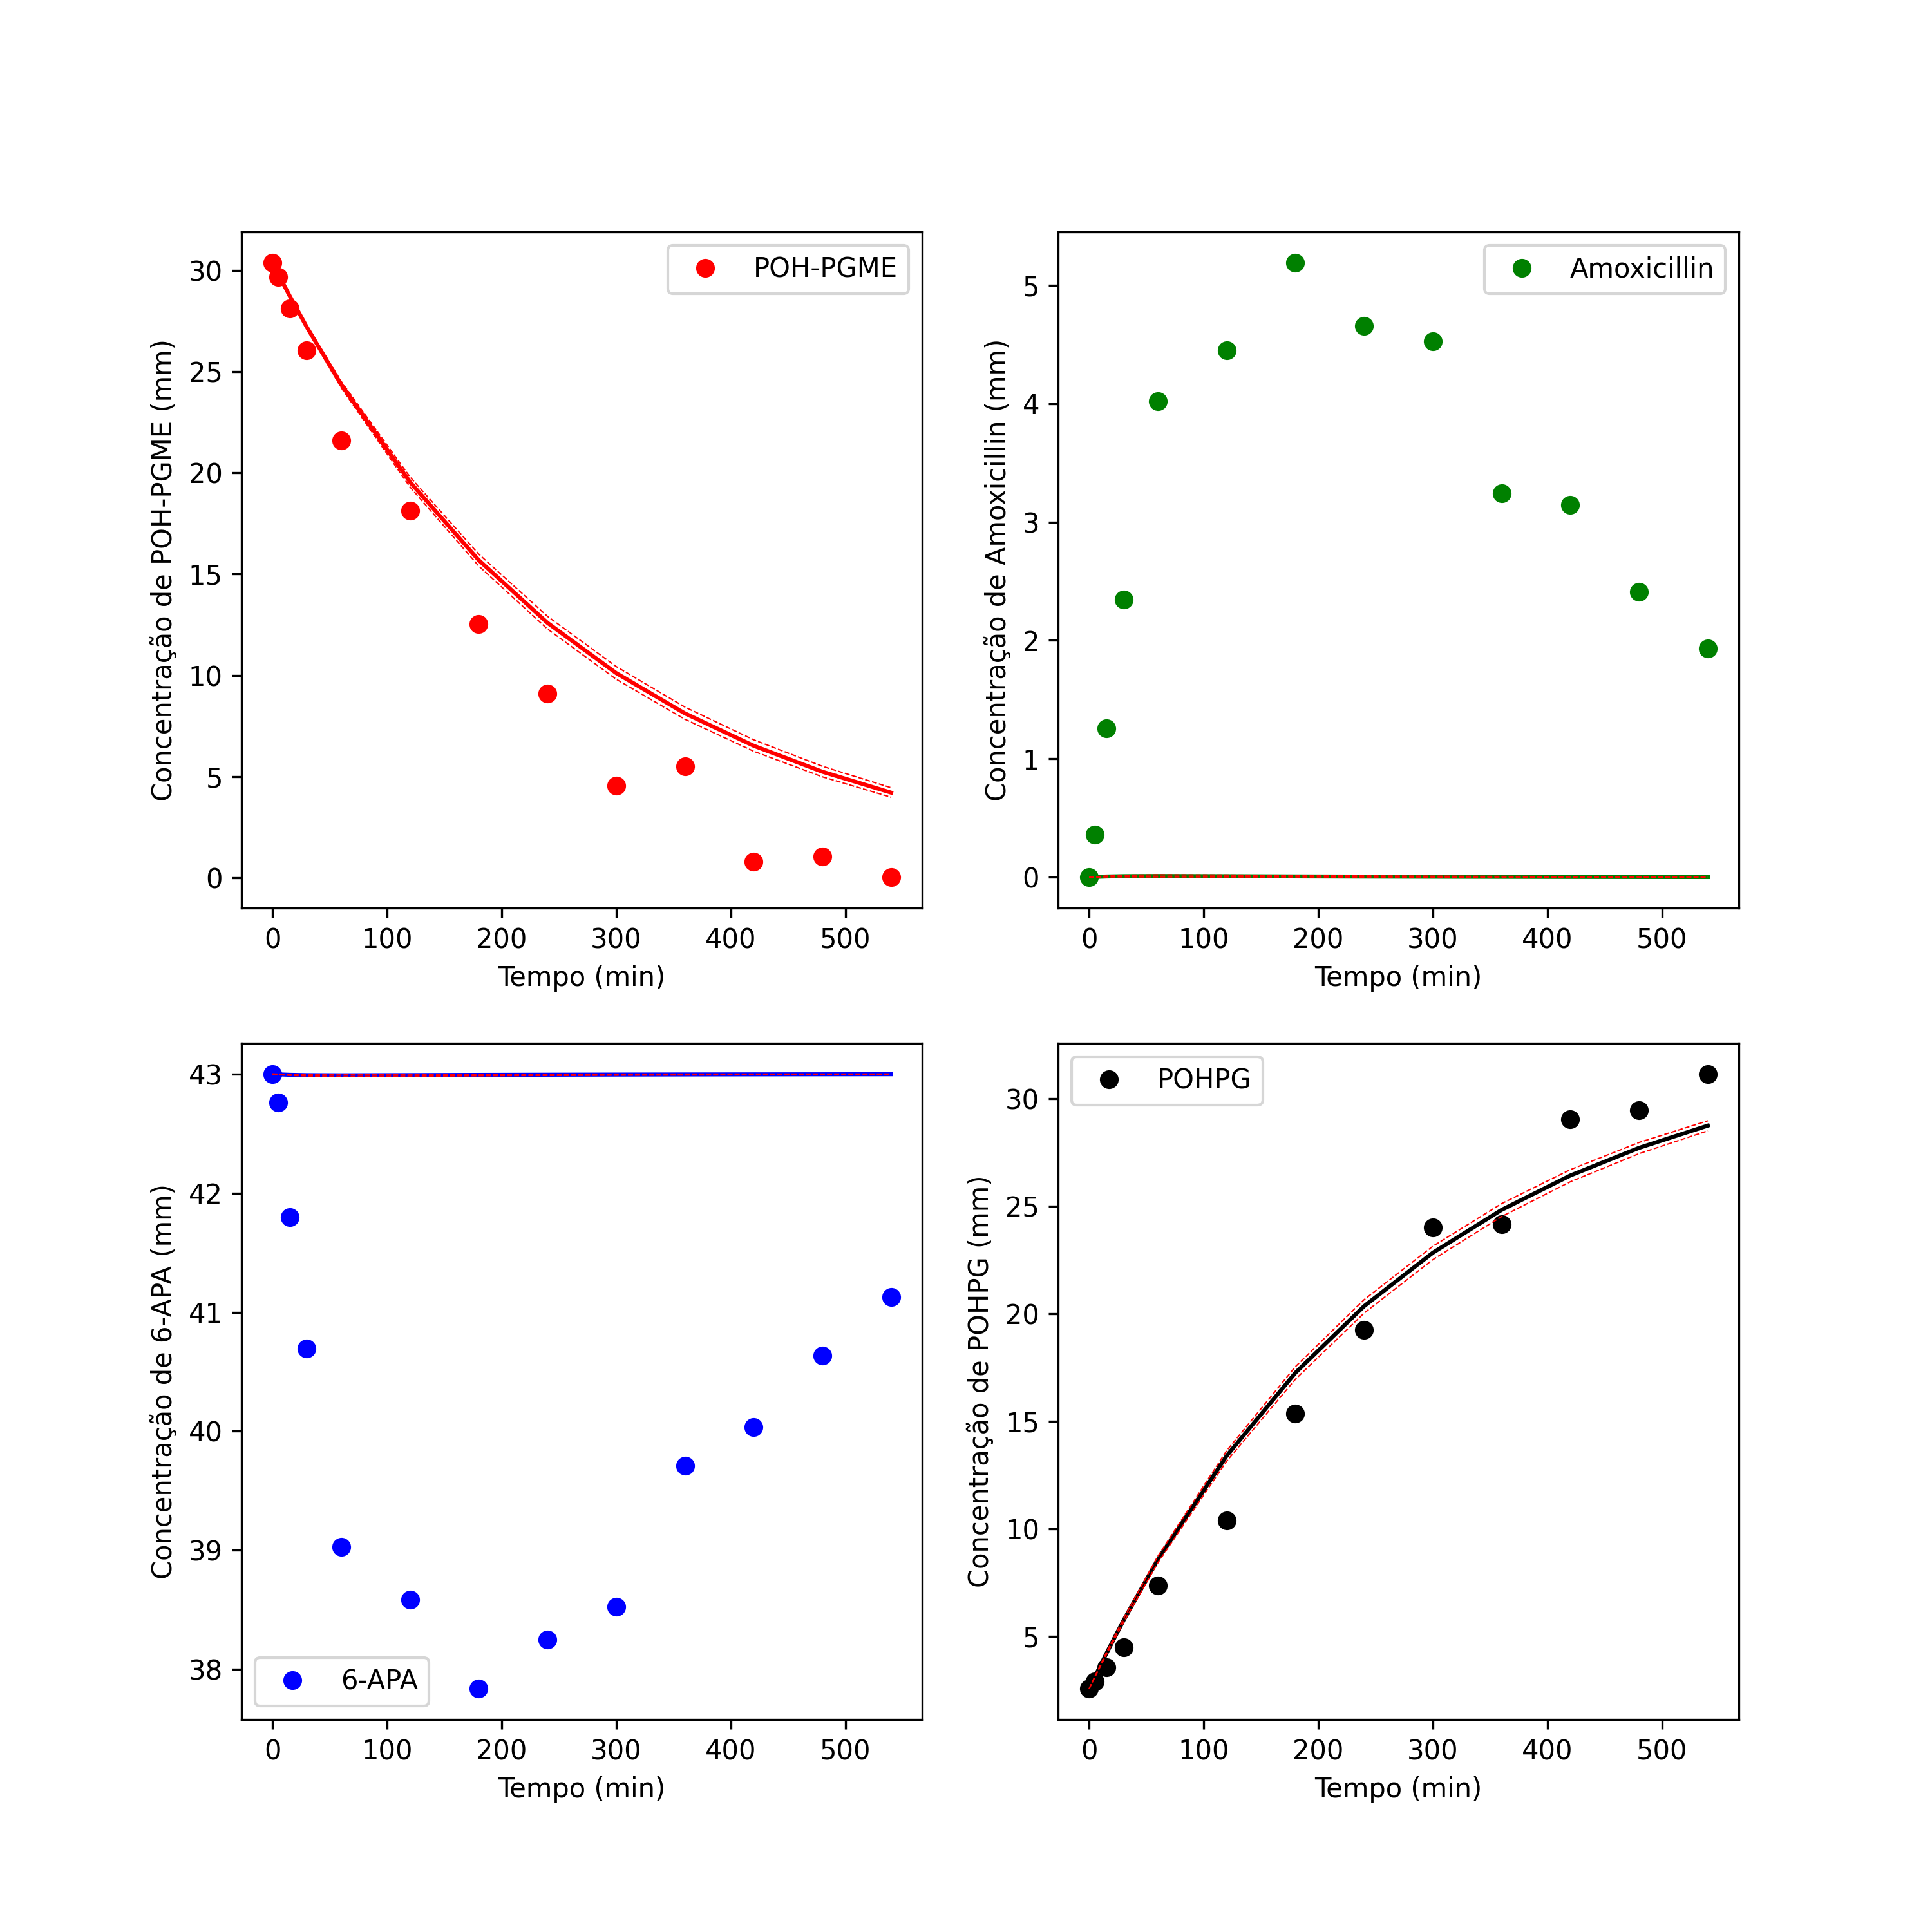 POH-PGME
30
25
20
15
10
5
0
Concentração de POH-PGME (mm)
0 100 200 300 400 500
Tempo (min)
Amoxicillin
5
4
3
2
1
0
Concentração de Amoxicillin (mm)
0 100 200 300 400 500
Tempo (min)
43
42
41
40
39
38
Concentração de 6-APA (mm)
6-APA
0 100 200 300 400 500
Tempo (min)
POHPG
30
25
20
15
10
5
Concentração de POHPG (mm)
0 100 200 300 400 500
Tempo (min)